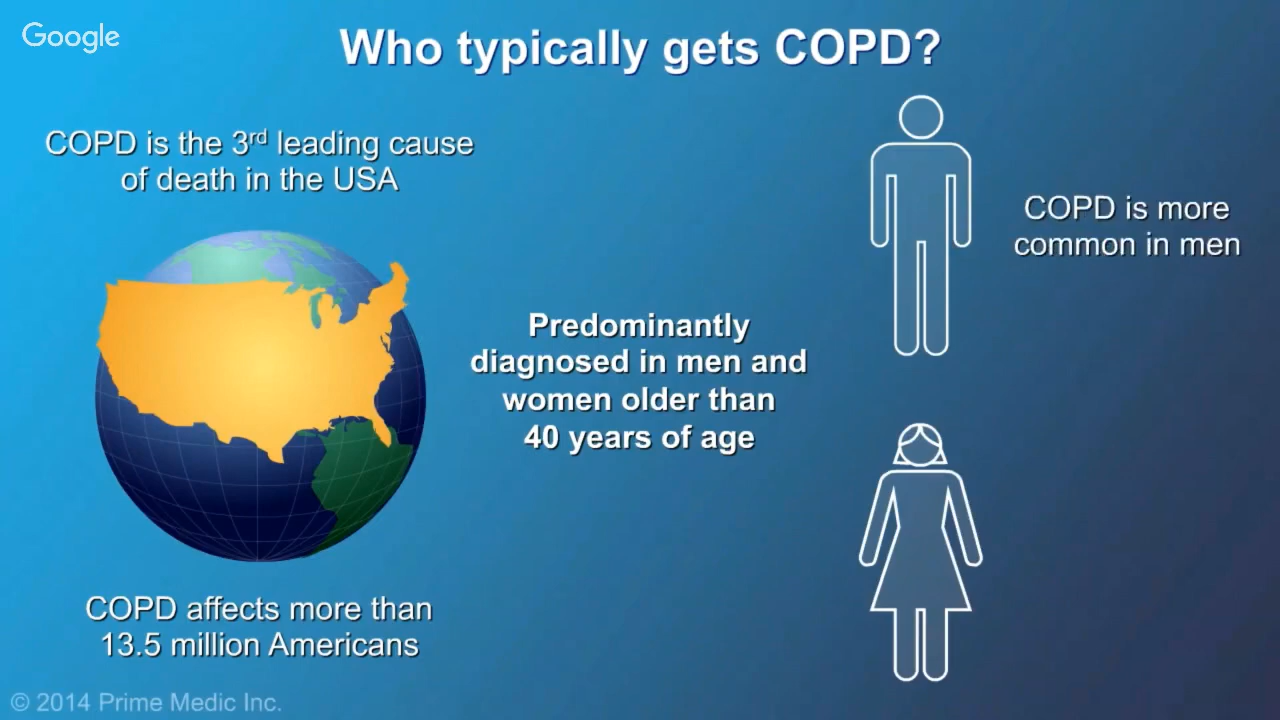 Google
Who typically gets COPD?
COPD is the 3rd leading cause
of death in the USA
COPD is more
common in men
Predominantly
diagnosed in men and
women older than
40 years of age
COPD affects more than
13.5 million Americans
© 2014 Prime Medic Inc.